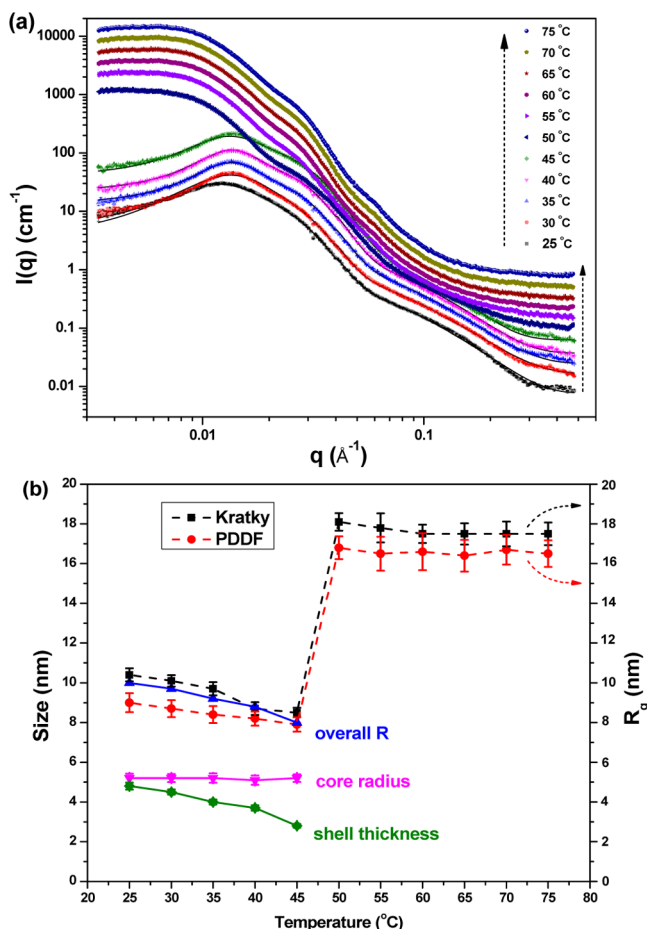 (a)
10000
1000
100
10
1
0.1
0.01
I(q) (cm⁻¹)
75 °C
70 °C
65 °C
60 °C
55 °C
50 °C
45 °C
40 °C
35 °C
30 °C
25 °C
0.01
0.1
q (Å⁻¹)
(b)
20
18
16
14
12
10
8
6
4
2
0
Size (nm)
Kratky
PDDF
overall R
core radius
shell thickness
20
18
16
14
12
10
8
6
4
2
0
Rg (nm)
20 25 30 35 40 45 50 55 60 65 70 75 80
Temperature (°C)